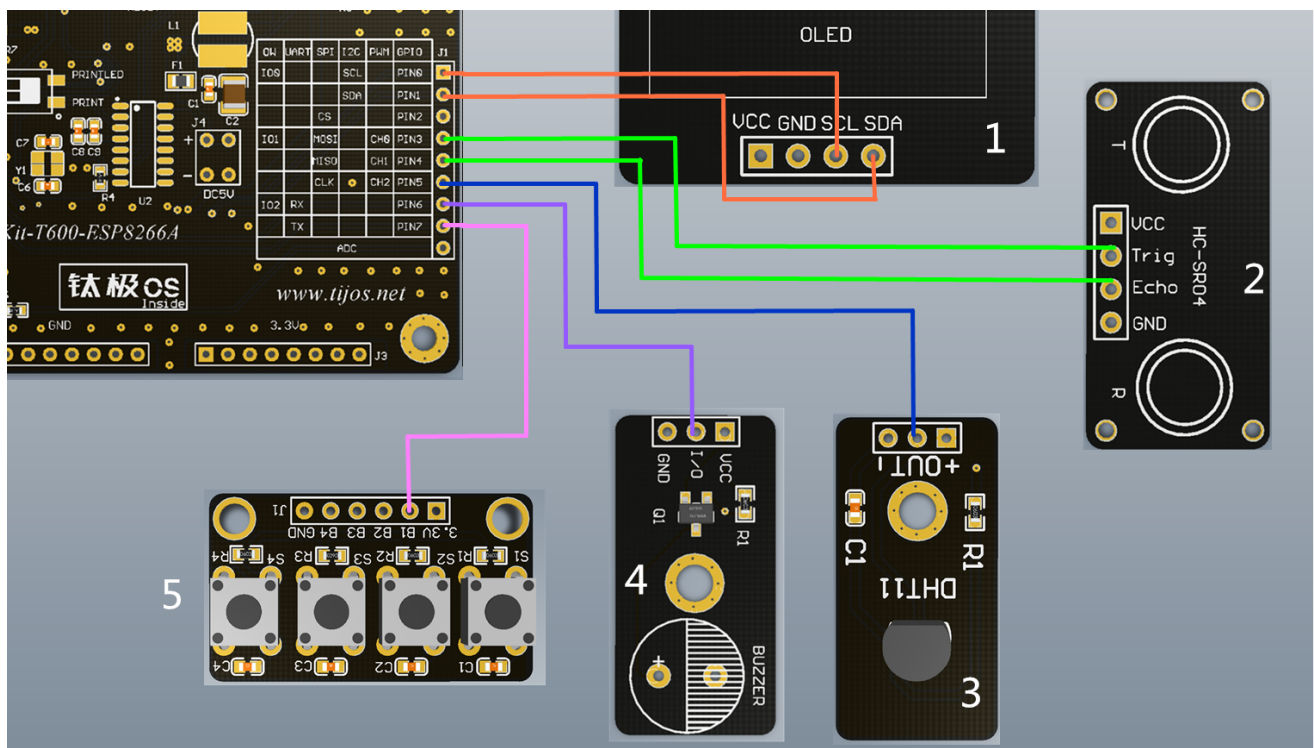 L1
F1
PRINTLED
PRINT
C1
C2
C7
C8 C9
Y1
C6
R4
U2
J4
+
-
DC5V
OW UART SPI I2C PWM GPIO J1
IO0 SCL PIN0
SDA PIN1
CS PIN2
IO1 MOSI CH0 PIN3
MISO CH1 PIN4
CLK CH2 PIN5
IO2 RX PIN6
TX PIN7
ADC
Kit-T600-ESP8266A
钛极OS
Inside
www.tijos.net
GND
3.3V
J3
OLED
VCC GND SCL SDA
1
T
VCC
Trig
Echo
GND
HC-SR04
2
R
J1
GND B4 B3 B2 B1 3.3V
R4 S4 R3 S3 R2 S2 R1 S1
C4 C3 C2 C1
5
GND I/O VCC
Q1
R1
4
+
BUZZER
- OUT +
C1
R1
DHT11
3